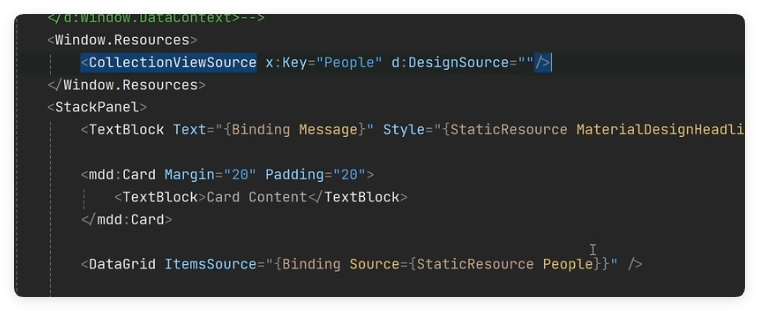 </d:Window.DataContext>-->
<Window.Resources>
<CollectionViewSource x:Key="People" d:DesignSource=""/>
</Window.Resources>
<StackPanel>
<TextBlock Text="{Binding Message}" Style="{StaticResource MaterialDesignHeadli
<mdd:Card Margin="20" Padding="20">
<TextBlock>Card Content</TextBlock>
</mdd:Card>
<DataGrid ItemsSource="{Binding Source={StaticResource People}}" />